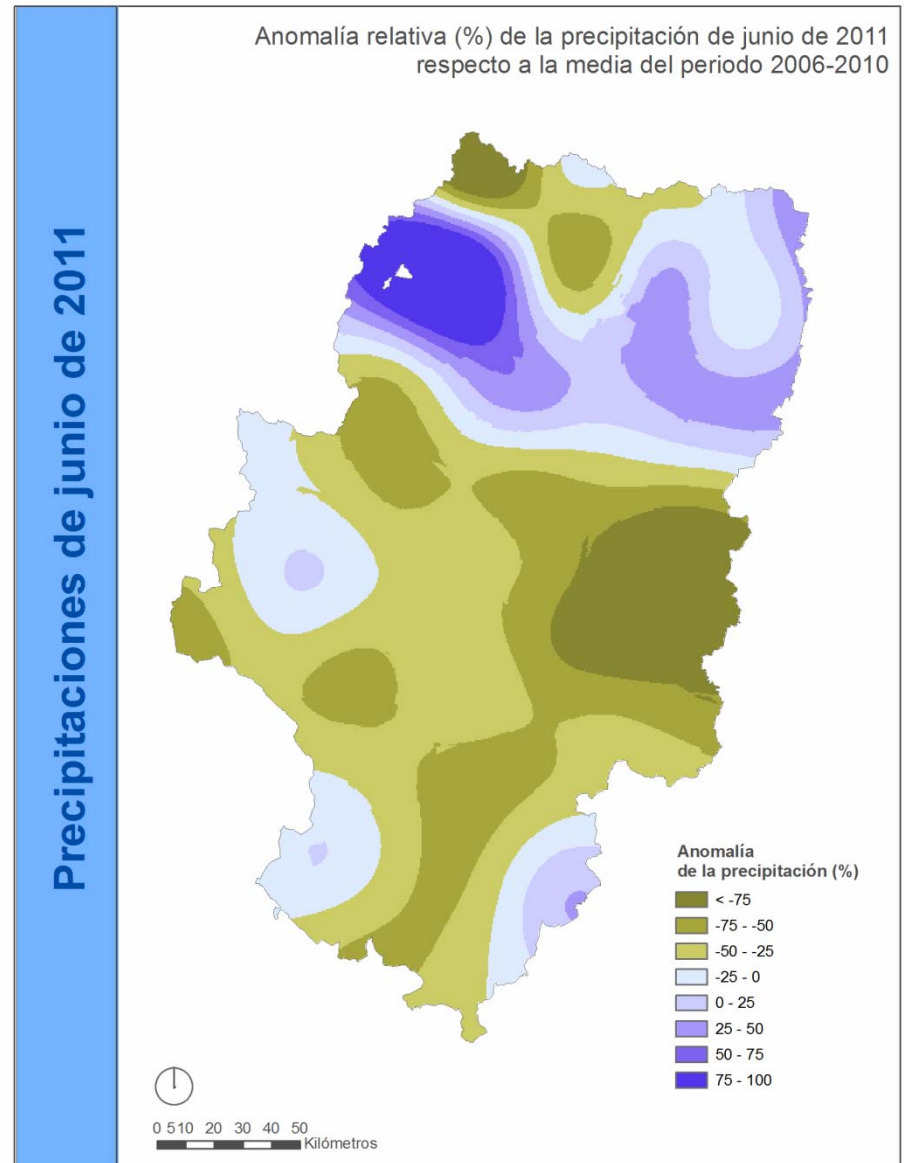 Precipitaciones de junio de 2011
Anomalía relativa (%) de la precipitación de junio de 2011
respecto a la media del periodo 2006-2010
Anomalía
de la precipitación (%)
< -75
-75 - -50
-50 - -25
-25 - 0
0 - 25
25 - 50
50 - 75
75 - 100
0 5 10 20 30 40 50
Kilómetros